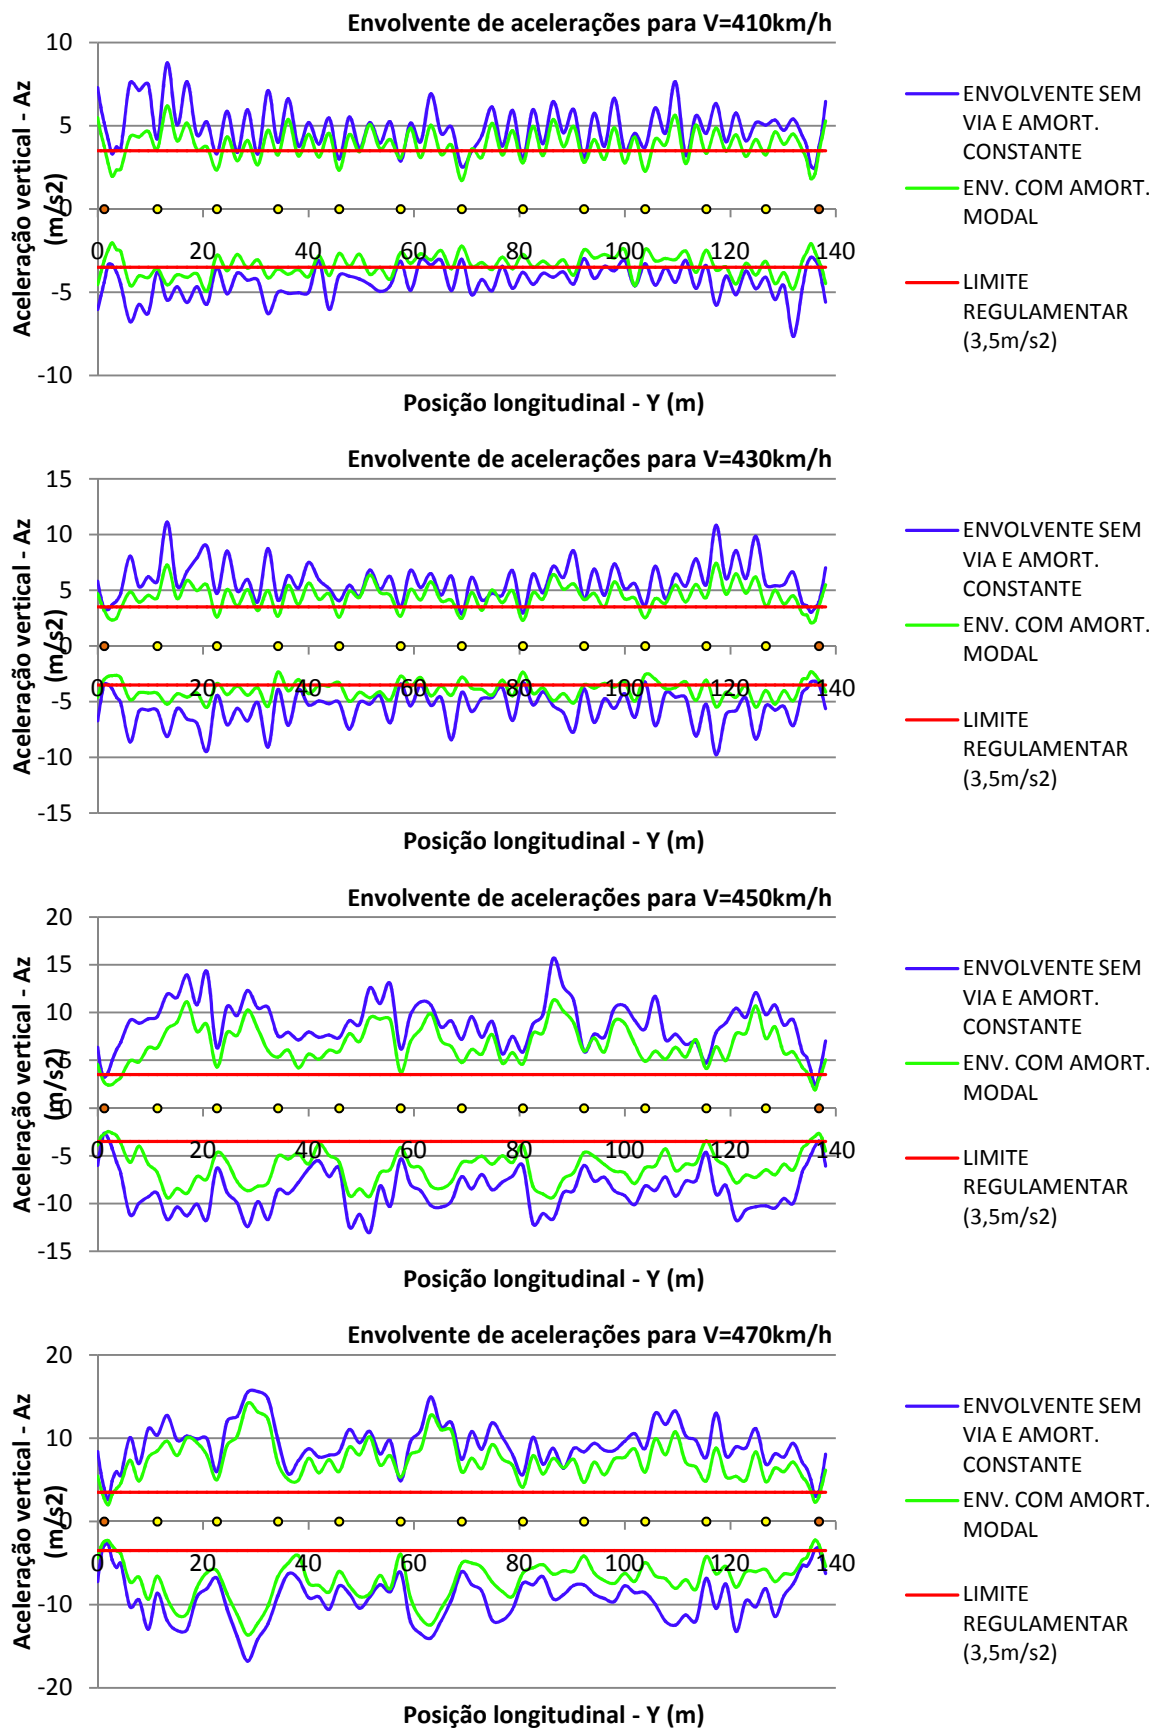 Envolvente de acelerações para V=410km/h
10
5
0
-5
-10
0 20 40 60 80 100 120 140
Aceleração vertical - Az
(m/s2)
Posição longitudinal - Y (m)
ENVOLVENTE SEM
VIA E AMORT.
CONSTANTE
ENV. COM AMORT.
MODAL
LIMITE
REGULAMENTAR
(3,5m/s2)
Envolvente de acelerações para V=430km/h
15
10
5
0
-5
-10
-15
0 20 40 60 80 100 120 140
Aceleração vertical - Az
(m/s2)
Posição longitudinal - Y (m)
ENVOLVENTE SEM
VIA E AMORT.
CONSTANTE
ENV. COM AMORT.
MODAL
LIMITE
REGULAMENTAR
(3,5m/s2)
Envolvente de acelerações para V=450km/h
20
15
10
5
0
-5
-10
-15
0 20 40 60 80 100 120 140
Aceleração vertical - Az
(m/s2)
Posição longitudinal - Y (m)
ENVOLVENTE SEM
VIA E AMORT.
CONSTANTE
ENV. COM AMORT.
MODAL
LIMITE
REGULAMENTAR
(3,5m/s2)
Envolvente de acelerações para V=470km/h
20
10
0
-10
-20
0 20 40 60 80 100 120 140
Aceleração vertical - Az
(m/s2)
Posição longitudinal - Y (m)
ENVOLVENTE SEM
VIA E AMORT.
CONSTANTE
ENV. COM AMORT.
MODAL
LIMITE
REGULAMENTAR
(3,5m/s2)